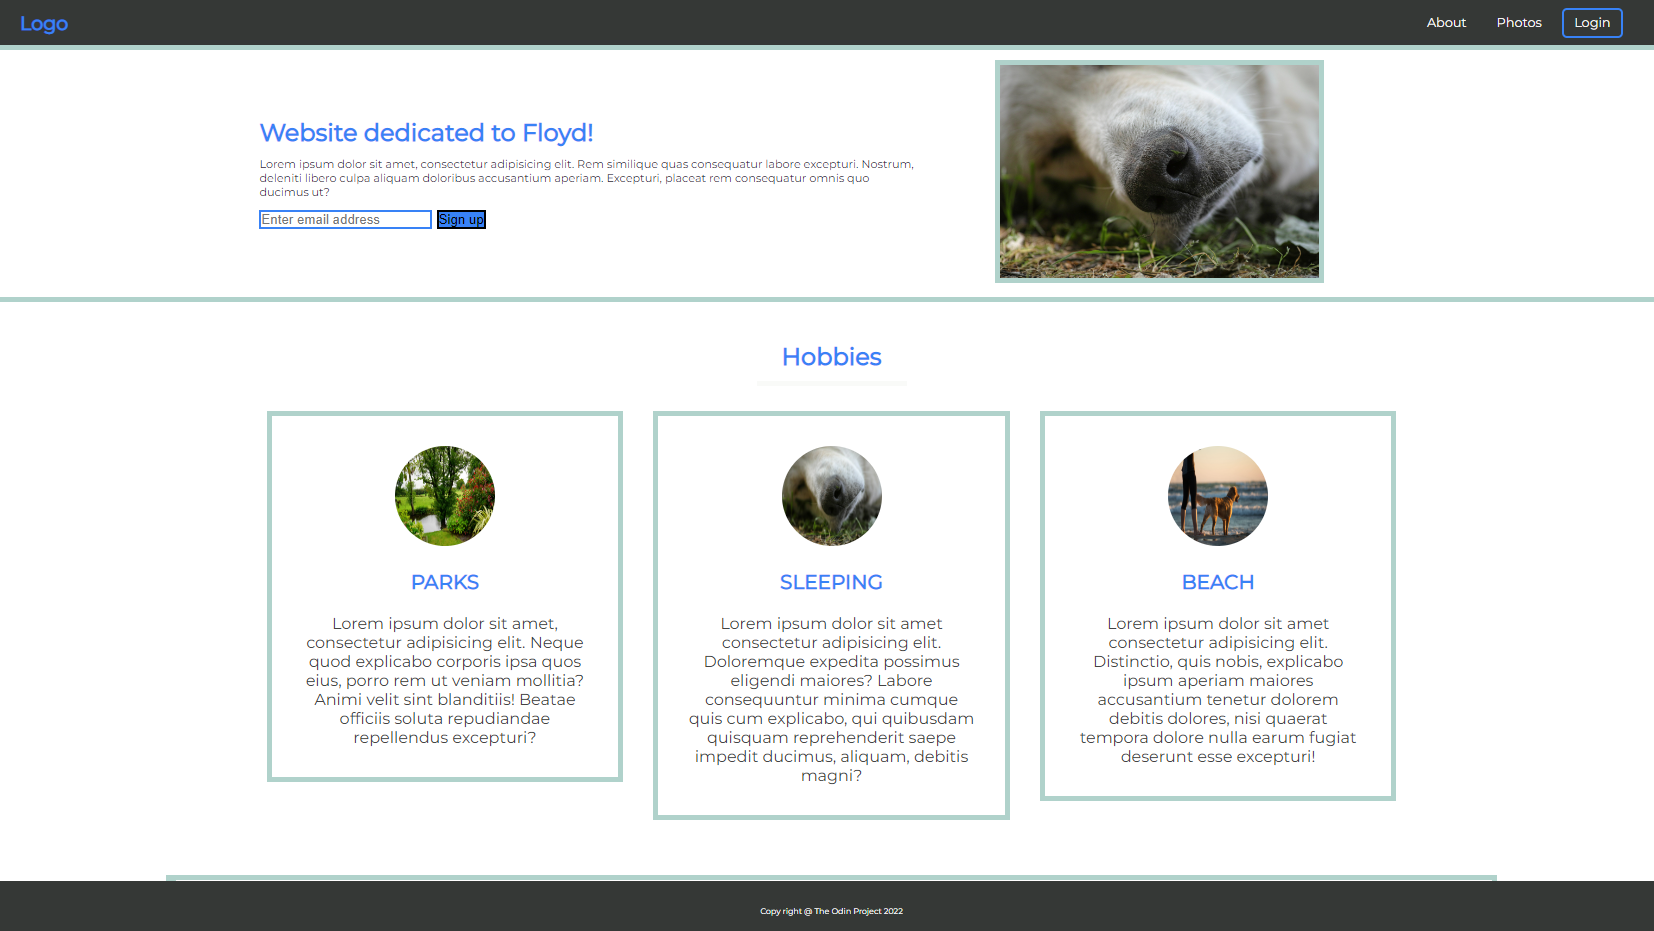 Logo
About Photos Login
Website dedicated to Floyd!
Lorem ipsum dolor sit amet, consectetur adipisicing elit. Rem similique quas consequatur labore excepturi. Nostrum,
deleniti libero culpa aliquam doloribus accusantium aperiam. Excepturi, placeat rem consequatur omnis quo
ducimus ut?
Enter email address Sign up
Hobbies
PARKS
Lorem ipsum dolor sit amet,
consectetur adipisicing elit. Neque
quod explicabo corporis ipsa quos
eius, porro rem ut veniam mollitia?
Animi velit sint blanditiis! Beatae
officiis soluta repudiandae
repellendus excepturi?
SLEEPING
Lorem ipsum dolor sit amet
consectetur adipisicing elit.
Doloremque expedita possimus
eligendi maiores? Labore
consequuntur minima cumque
quis cum explicabo, qui quibusdam
quisquam reprehenderit saepe
impedit ducimus, aliquam, debitis
magni?
BEACH
Lorem ipsum dolor sit amet
consectetur adipisicing elit.
Distinctio, quis nobis, explicabo
ipsum aperiam maiores
accusantium tenetur dolorem
debitis dolores, nisi quaerat
tempora dolore nulla earum fugiat
deserunt esse excepturi!
Copy right @ The Odin Project 2022